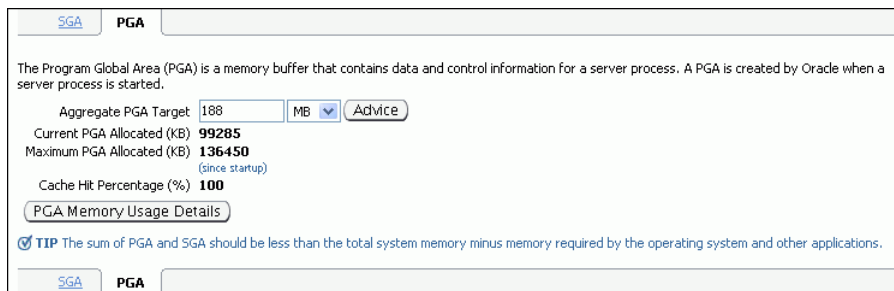 SGA PGA
The Program Global Area (PGA) is a memory buffer that contains data and control information for a server process. A PGA is created by Oracle when a
server process is started.
Aggregate PGA Target 188 MB Advice
Current PGA Allocated (KB) 99285
Maximum PGA Allocated (KB) 136450
(since startup)
Cache Hit Percentage (%) 100
PGA Memory Usage Details
TIP The sum of PGA and SGA should be less than the total system memory minus memory required by the operating system and other applications.
SGA PGA